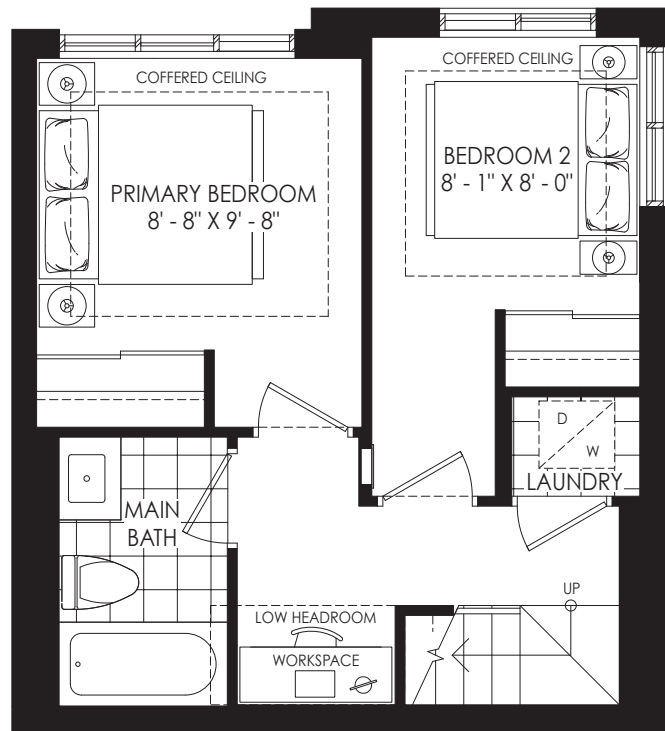 COFFERED CEILING
PRIMARY BEDROOM
8' - 8" X 9' - 8"
COFFERED CEILING
BEDROOM 2
8' - 1" X 8' - 0"
D
W
LAUNDRY
MAIN
BATH
UP
LOW HEADROOM
WORKSPACE